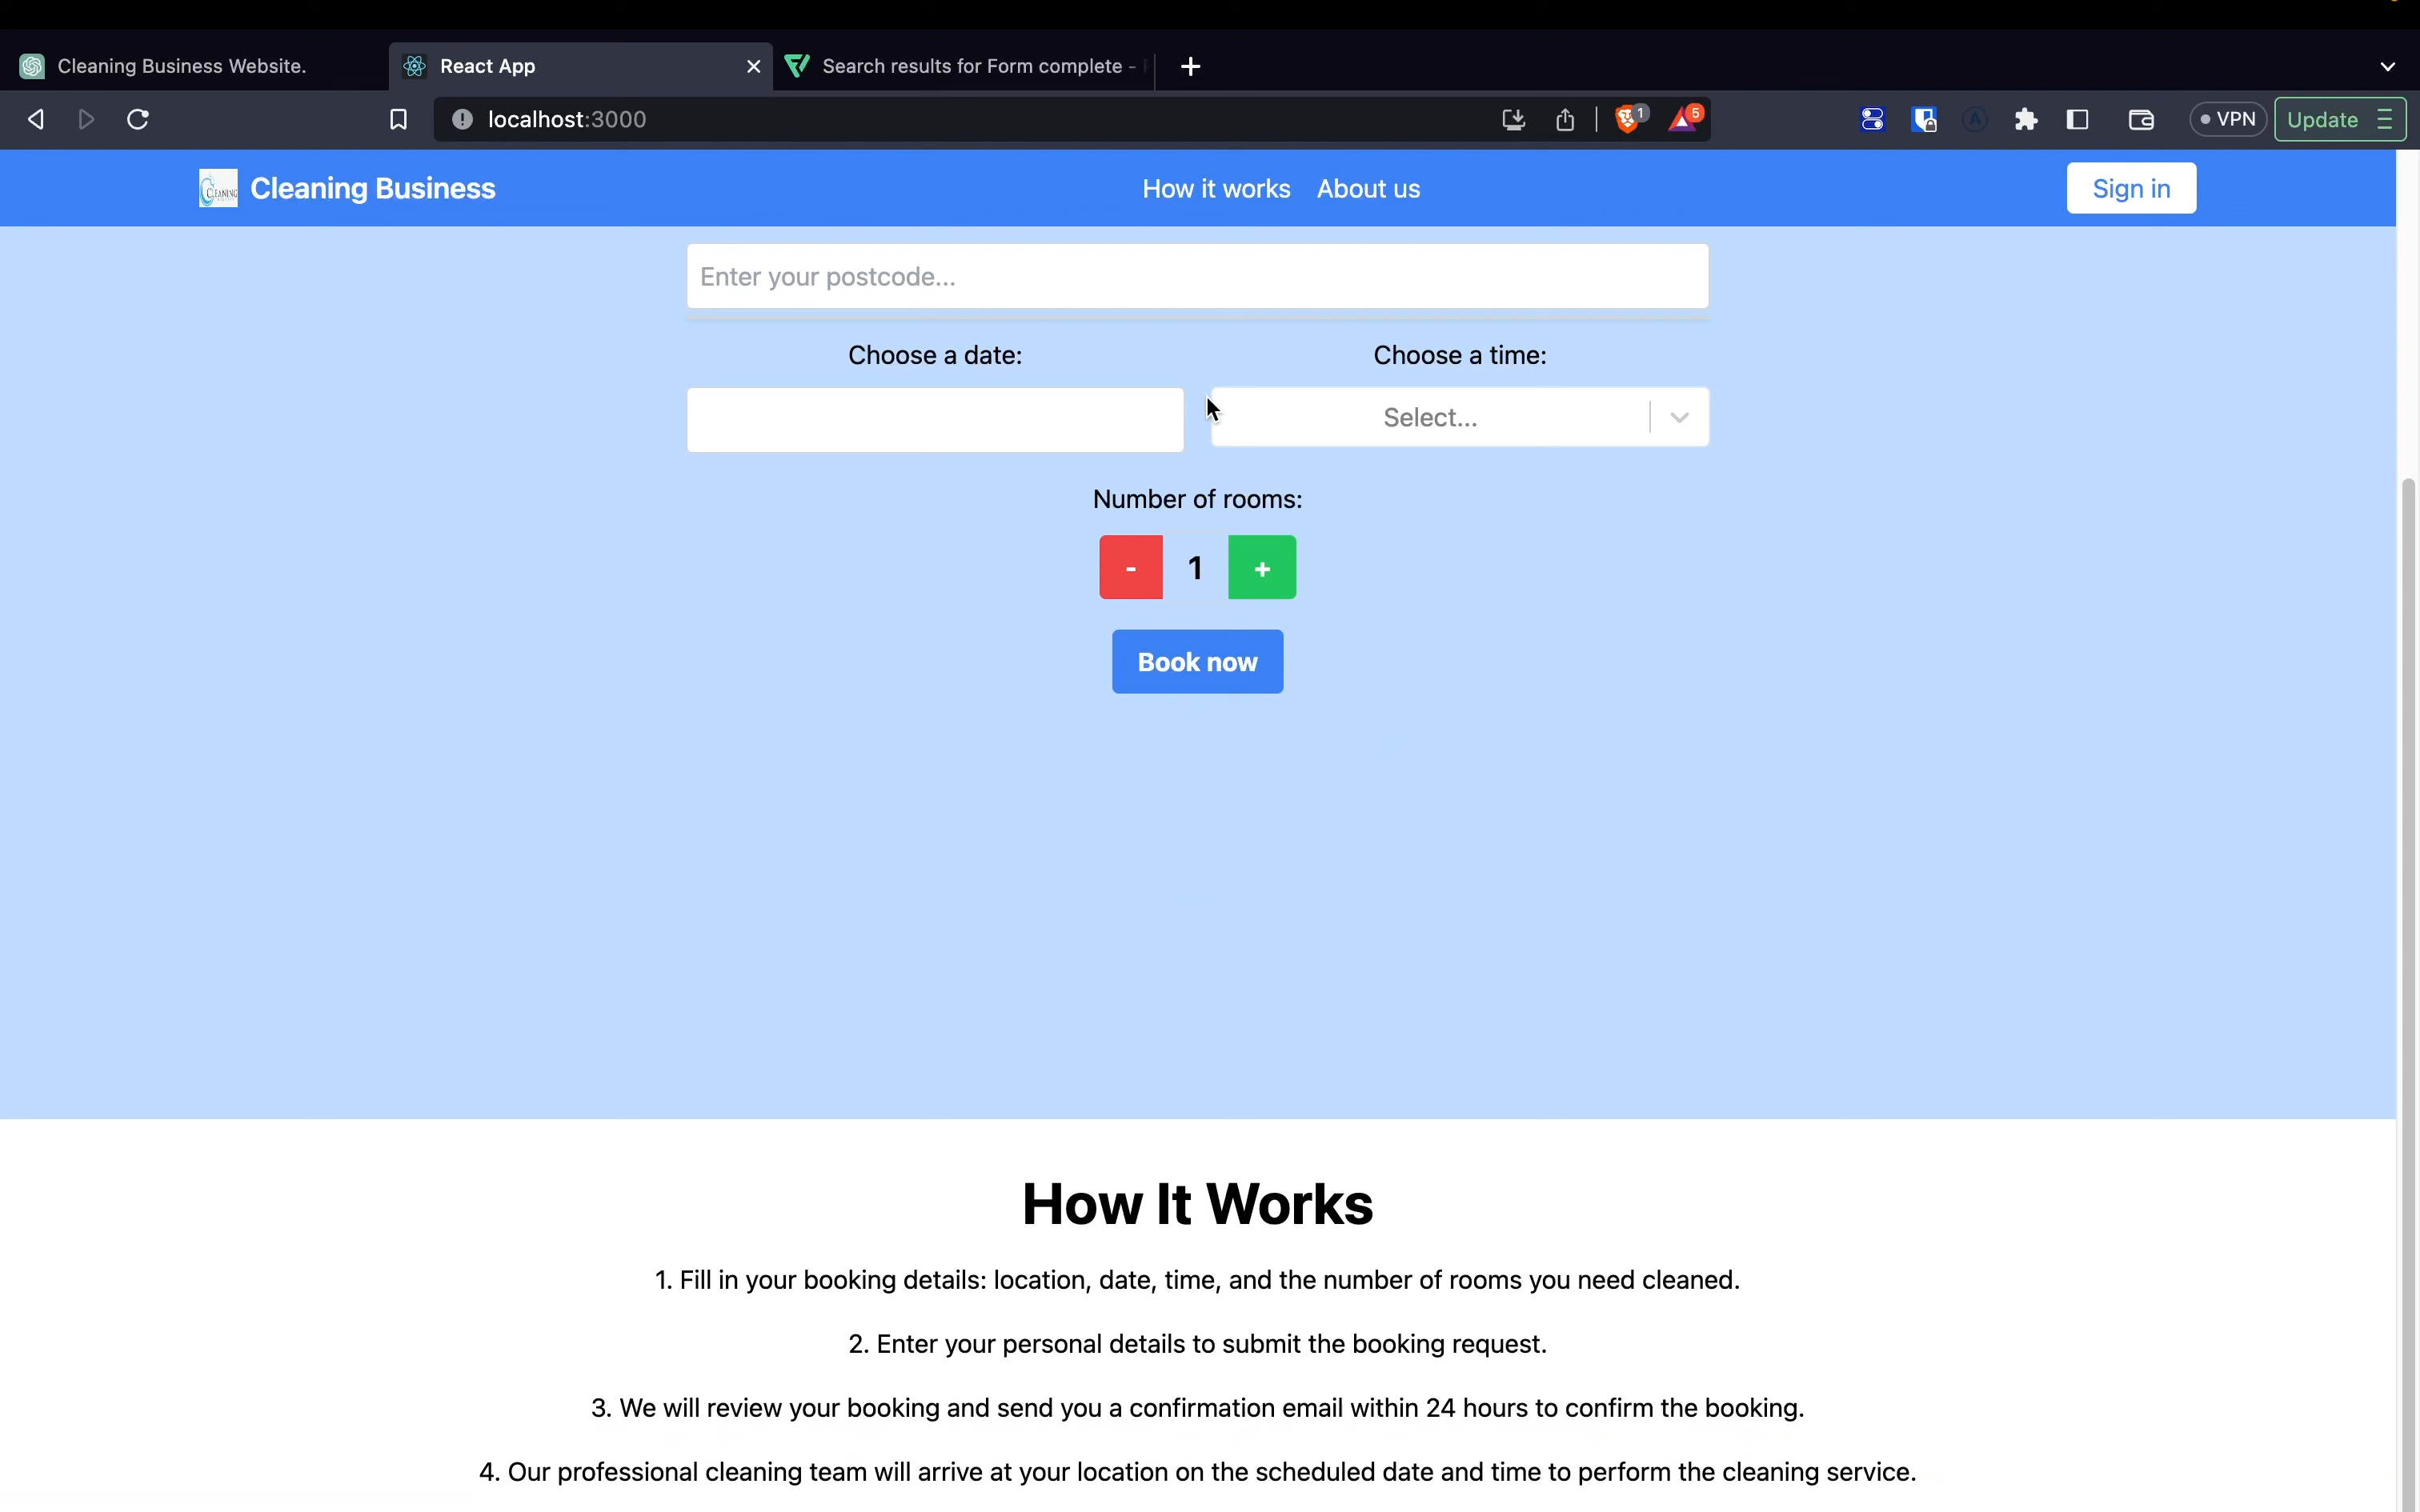 Cleaning Business Website.
React App
Search results for Form complete -
localhost:3000
1
5
VPN
Update
CLEANING
Cleaning Business
How it works
About us
Sign in
Enter your postcode...
Choose a date:
Choose a time:
Select...
Number of rooms:
-
1
+
Book now
How It Works
1. Fill in your booking details: location, date, time, and the number of rooms you need cleaned.
2. Enter your personal details to submit the booking request.
3. We will review your booking and send you a confirmation email within 24 hours to confirm the booking.
4. Our professional cleaning team will arrive at your location on the scheduled date and time to perform the cleaning service.